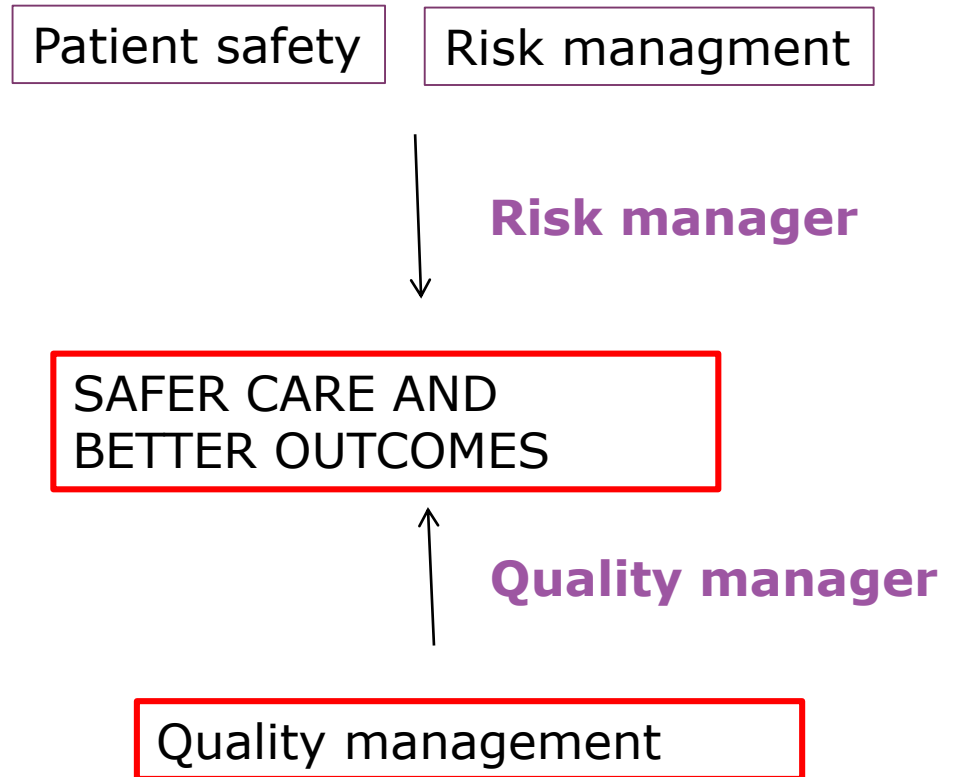 Patient safety
Risk managment
Risk manager
SAFER CARE AND
BETTER OUTCOMES
Quality manager
Quality management